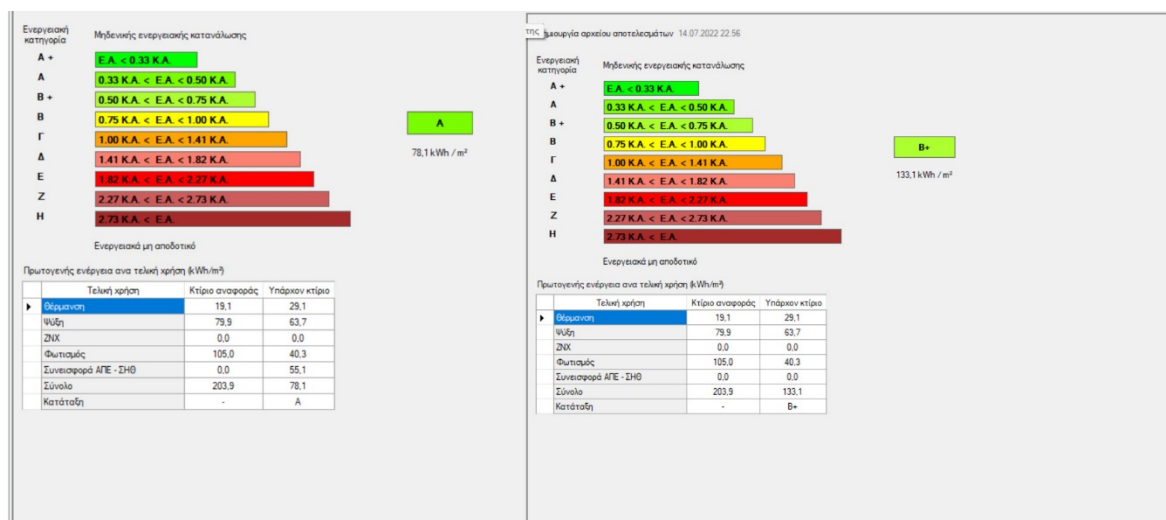 Ενεργειακή
κατηγορία
Μηδενικής ενεργειακής κατανάλωσης
A + Ε.Α. < 0.33 Κ.Α.
A 0.33 Κ.Α. < Ε.Α. < 0.50 Κ.Α.
B + 0.50 Κ.Α. < Ε.Α. < 0.75 Κ.Α.
B 0.75 Κ.Α. < Ε.Α. < 1.00 Κ.Α.
Γ 1.00 Κ.Α. < Ε.Α. < 1.41 Κ.Α.
Δ 1.41 Κ.Α. < Ε.Α. < 1.82 Κ.Α.
Ε 1.82 Κ.Α. < Ε.Α. < 2.27 Κ.Α.
Ζ 2.27 Κ.Α. < Ε.Α. < 2.73 Κ.Α.
Η 2.73 Κ.Α. < Ε.Α.
A
78,1 kWh / m²
Ενεργειακά μη αποδοτικό
Πρωτογενής ενέργεια ανα τελική χρήση (kWh/m²)
Τελική χρήση Κτίριο αναφοράς Υπάρχον κτίριο
Θέρμανση 19,1 29,1
Ψύξη 79,9 63,7
ΖΝΧ 0,0 0,0
Φωτισμός 105,0 40,3
Συνεισφορά ΑΠΕ - ΣΗΘ 0,0 55,1
Σύνολο 203,9 78,1
Κατάταξη - A
της
ημιουργία αρχείου αποτελεσμάτων 14.07.2022 22:56
Ενεργειακή
κατηγορία
Μηδενικής ενεργειακής κατανάλωσης
A + Ε.Α. < 0.33 Κ.Α.
A 0.33 Κ.Α. < Ε.Α. < 0.50 Κ.Α.
B + 0.50 Κ.Α. < Ε.Α. < 0.75 Κ.Α.
B 0.75 Κ.Α. < Ε.Α. < 1.00 Κ.Α.
Γ 1.00 Κ.Α. < Ε.Α. < 1.41 Κ.Α.
Δ 1.41 Κ.Α. < Ε.Α. < 1.82 Κ.Α.
Ε 1.82 Κ.Α. < Ε.Α. < 2.27 Κ.Α.
Ζ 2.27 Κ.Α. < Ε.Α. < 2.73 Κ.Α.
Η 2.73 Κ.Α. < Ε.Α.
B+
133,1 kWh / m²
Ενεργειακά μη αποδοτικό
Πρωτογενής ενέργεια ανα τελική χρήση (kWh/m²)
Τελική χρήση Κτίριο αναφοράς Υπάρχον κτίριο
Θέρμανση 19,1 29,1
Ψύξη 79,9 63,7
ΖΝΧ 0,0 0,0
Φωτισμός 105,0 40,3
Συνεισφορά ΑΠΕ - ΣΗΘ 0,0 0,0
Σύνολο 203,9 133,1
Κατάταξη - B+